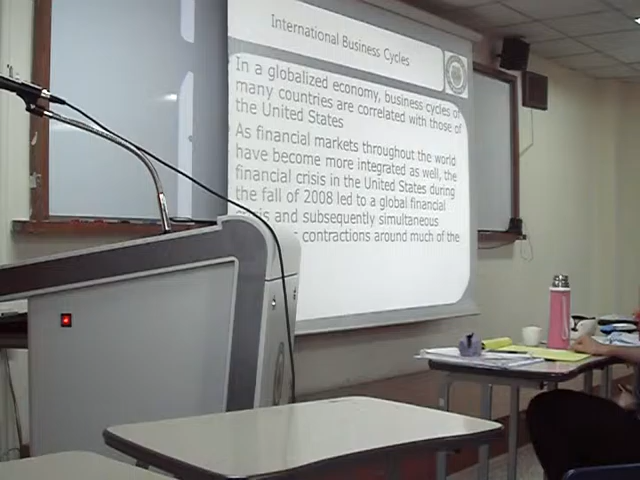 International Business Cycles
In a globalized economy, business cycles of
many countries are correlated with those of
the United States
As financial markets throughout the world
have become more integrated as well, the
financial crisis in the United States during
the fall of 2008 led to a global financial
and subsequently simultaneous
contractions around much of the